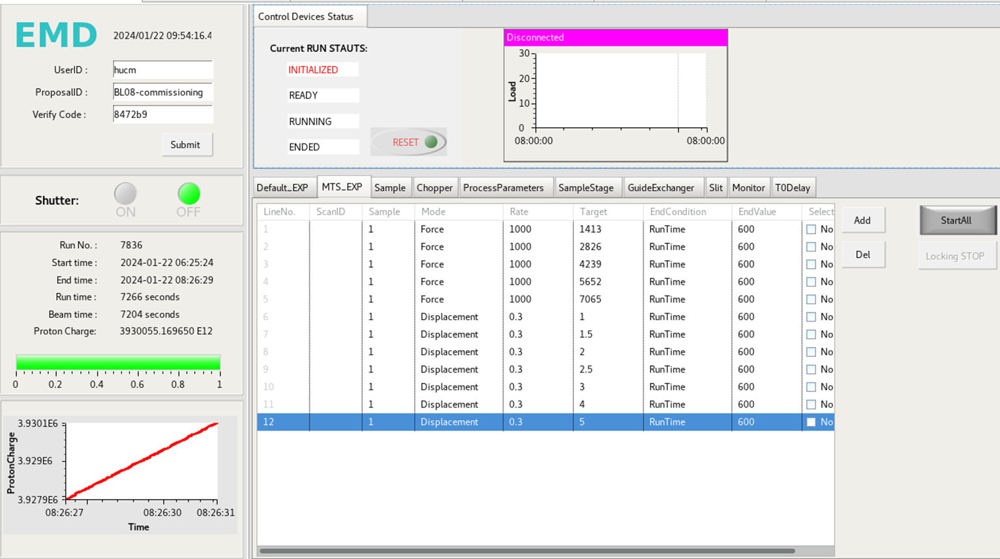 EMD 2024/01/22 09:54:16.4
UserID : hucm
ProposalID : BL08-commissioning
Verify Code : 8472b9
Submit
Shutter:
ON OFF
Run No. : 7836
Start time : 2024-01-22 06:25:24
End time : 2024-01-22 08:26:29
Run time : 7266 seconds
Beam time : 7204 seconds
Proton Charge: 3930055.169650 E12
0 0.2 0.4 0.6 0.8 1
ProtonCharge
3.9301E6
3.929E6
3.9279E6
08:26:27 08:26:30 08:26:31
Time
Control Devices Status
Current RUN STAUTS:
INITIALIZED
READY
RUNNING
ENDED
RESET
Disconnected
Load
30
20
10
0
08:00:00 08:00:00
Default_EXP MTS_EXP Sample Chopper ProcessParameters SampleStage GuideExchanger Slit Monitor T0Delay
LineNo. ScanID Sample Mode Rate Target EndCondition EndValue Select
1 1 Force 1000 1413 RunTime 600 No
2 1 Force 1000 2826 RunTime 600 No
3 1 Force 1000 4239 RunTime 600 No
4 1 Force 1000 5652 RunTime 600 No
5 1 Force 1000 7065 RunTime 600 No
6 1 Displacement 0.3 1 RunTime 600 No
7 1 Displacement 0.3 1.5 RunTime 600 No
8 1 Displacement 0.3 2 RunTime 600 No
9 1 Displacement 0.3 2.5 RunTime 600 No
10 1 Displacement 0.3 3 RunTime 600 No
11 1 Displacement 0.3 4 RunTime 600 No
12 1 Displacement 0.3 5 RunTime 600 No
Add
Del
StartAll
Locking STOP